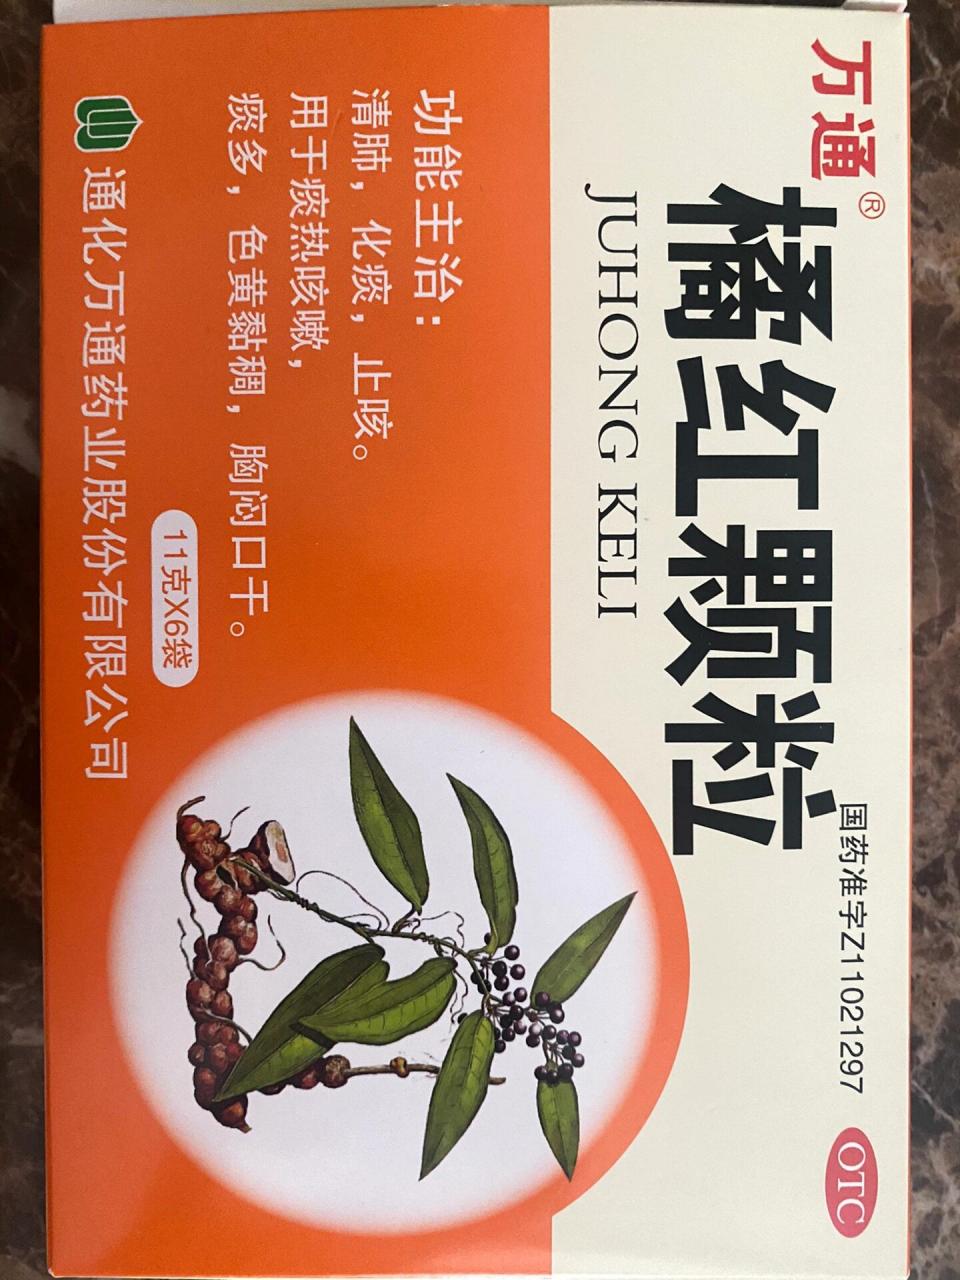 万通®
橘红颗粒
JUHONG KELI
国药准字Z11021297
OTC
功能主治：
清肺，化痰，止咳。
用于痰热咳嗽，
痰多，色黄黏稠，胸闷口干。
11克X6袋
通化万通药业股份有限公司